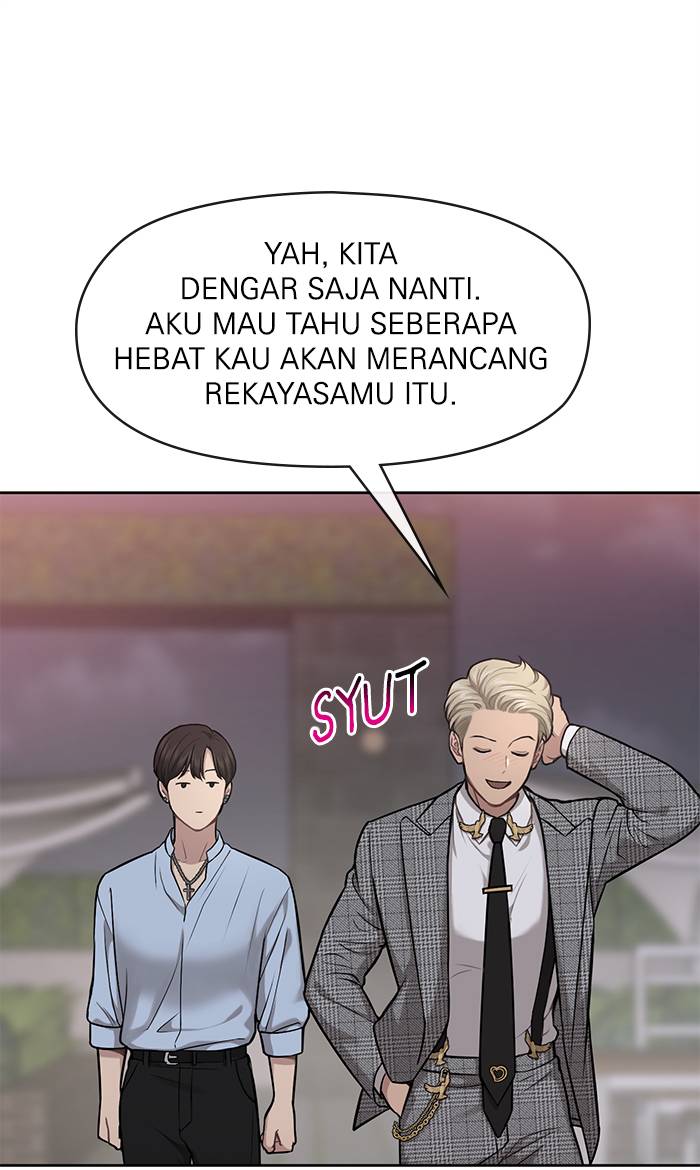 YAH, KITA
DENGAR SAJA NANTI.
AKU MAU TAHU SEBERAPA
HEBAT KAU AKAN MERANCANG
REKAYASAMU ITU.
SYUT